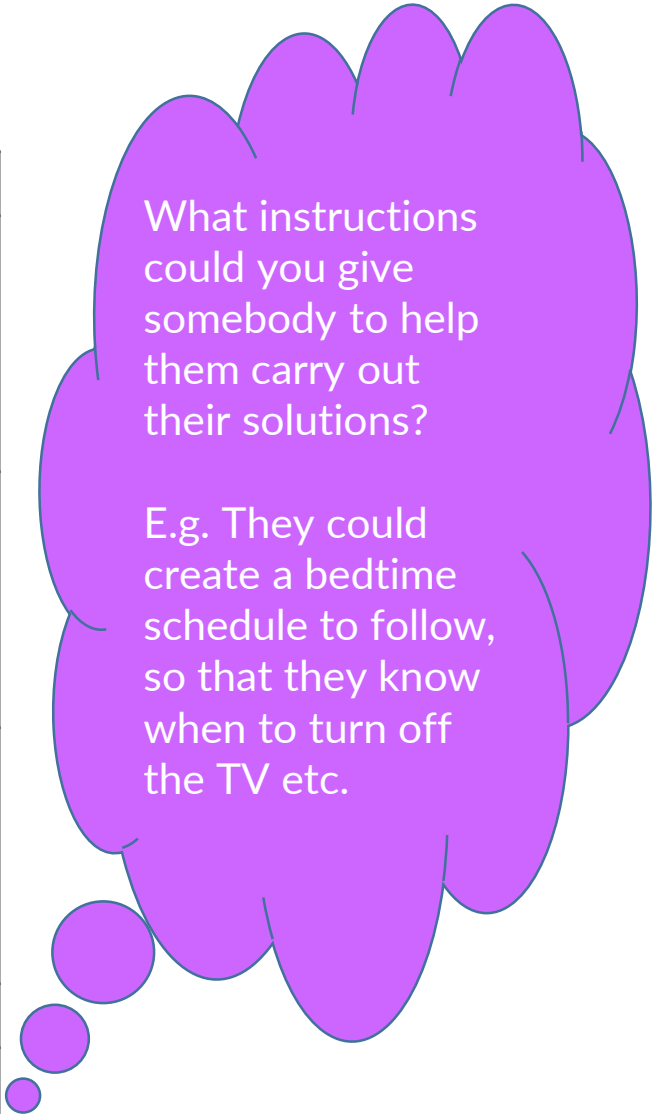 What instructions
could you give
somebody to help
them carry out
their solutions?
E.g. They could
create a bedtime
schedule to follow,
so that they know
when to turn off
the TV etc.